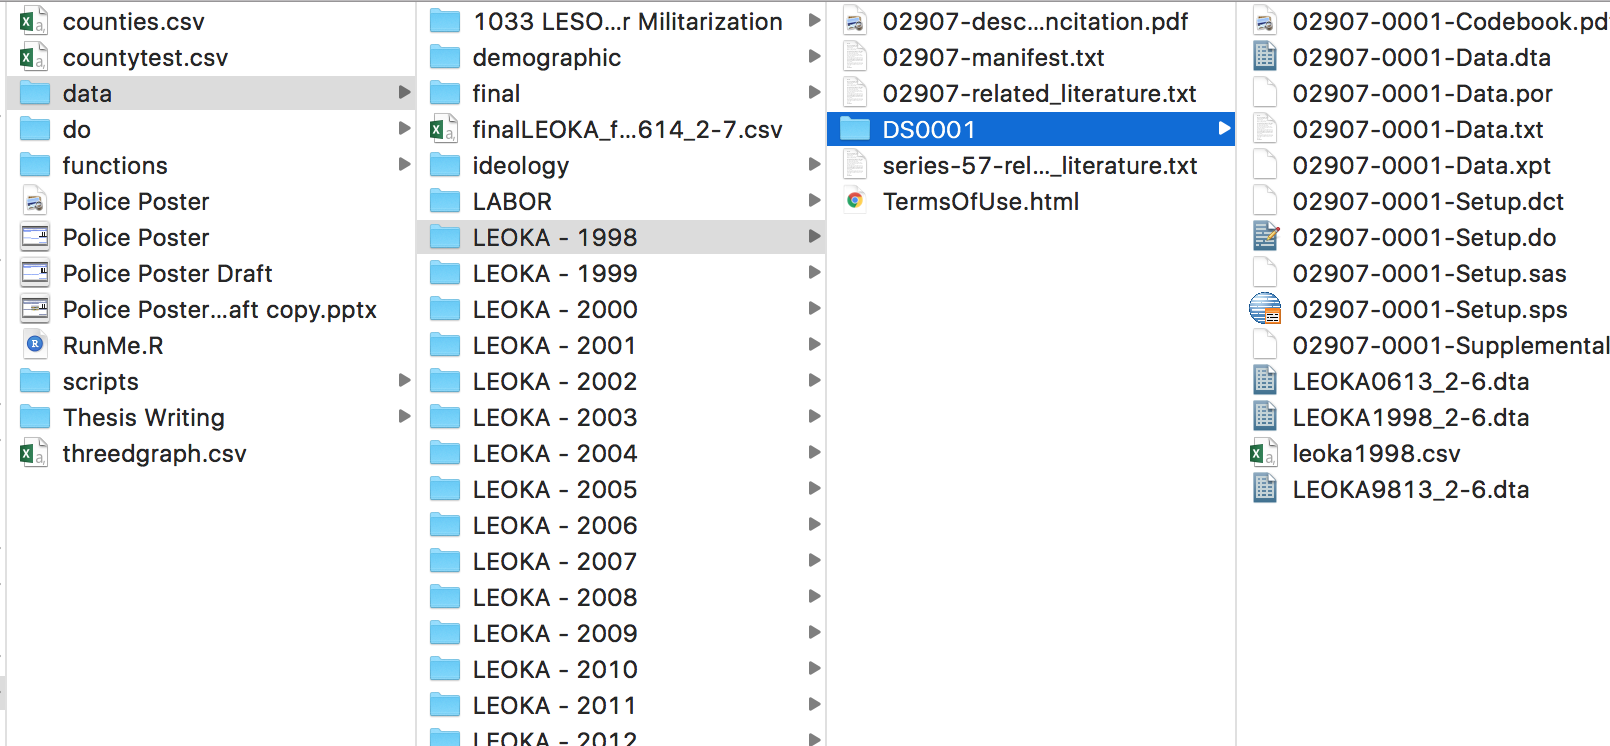 counties.csv
countytest.csv
data
do
functions
Police Poster
Police Poster
Police Poster Draft
Police Poster...aft copy.pptx
RunMe.R
scripts
Thesis Writing
threedgraph.csv
1033 LESO...r Militarization
demographic
final
finalLEOKA_f...614_2-7.csv
ideology
LABOR
LEOKA - 1998
LEOKA - 1999
LEOKA - 2000
LEOKA - 2001
LEOKA - 2002
LEOKA - 2003
LEOKA - 2004
LEOKA - 2005
LEOKA - 2006
LEOKA - 2007
LEOKA - 2008
LEOKA - 2009
LEOKA - 2010
LEOKA - 2011
LEOKA - 2012
02907-desc...ncitation.pdf
02907-manifest.txt
02907-related_literature.txt
DS0001
series-57-rel..._literature.txt
TermsOfUse.html
02907-0001-Codebook.pd
02907-0001-Data.dta
02907-0001-Data.por
02907-0001-Data.txt
02907-0001-Data.xpt
02907-0001-Setup.dct
02907-0001-Setup.do
02907-0001-Setup.sas
02907-0001-Setup.sps
02907-0001-Supplemental
LEOKA0613_2-6.dta
LEOKA1998_2-6.dta
leoka1998.csv
LEOKA9813_2-6.dta